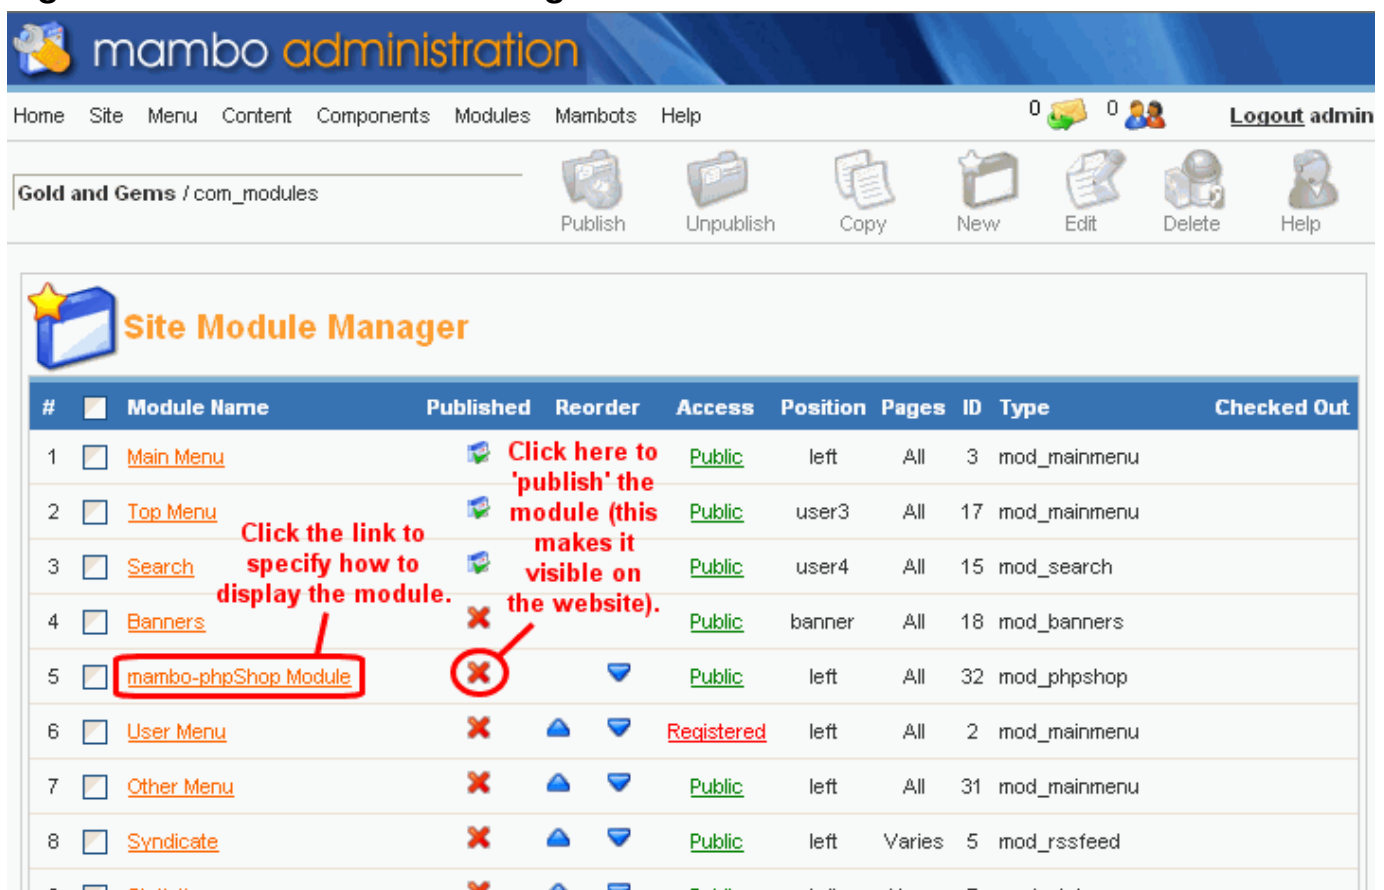 mambo administration
Home Site Menu Content Components Modules Mambots Help 0 0 Logout admin
Gold and Gems / com_modules
Publish Unpublish Copy New Edit Delete Help
Site Module Manager
# Module Name Published Reorder Access Position Pages ID Type Checked Out
1 Main Menu Public left All 3 mod_mainmenu
2 Top Menu Public user3 All 17 mod_mainmenu
3 Search Public user4 All 15 mod_search
4 Banners Public banner All 18 mod_banners
5 mambo-phpShop Module Public left All 32 mod_phpshop
6 User Menu Registered left All 2 mod_mainmenu
7 Other Menu Public left All 31 mod_mainmenu
8 Syndicate Public left Varies 5 mod_rssfeed
Click the link to
specify how to
display the module.
Click here to
'publish' the
module (this
makes it
visible on
the website).